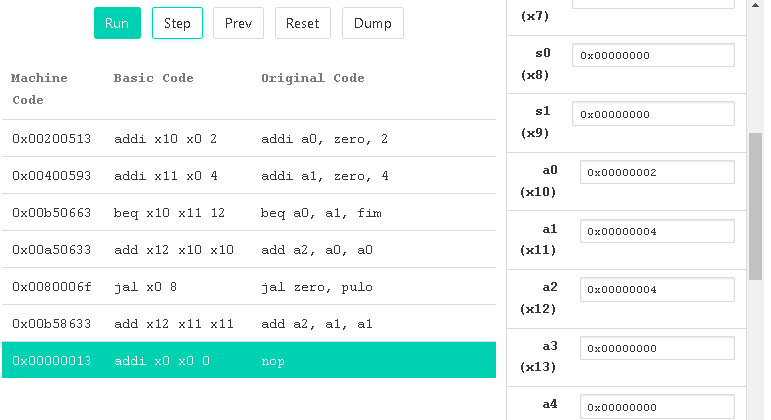 Run Step Prev Reset Dump
Machine Code Basic Code Original Code
0x00200513 addi x10 x0 2 addi a0, zero, 2
0x00400593 addi x11 x0 4 addi a1, zero, 4
0x00b50663 beq x10 x11 12 beq a0, a1, fim
0x00a50633 add x12 x10 x10 add a2, a0, a0
0x0080006f jal x0 8 jal zero, pulo
0x00b58633 add x12 x11 x11 add a2, a1, a1
0x00000013 addi x0 x0 0 nop
(x7)
s0 (x8) 0x00000000
s1 (x9) 0x00000000
a0 (x10) 0x00000002
a1 (x11) 0x00000004
a2 (x12) 0x00000004
a3 (x13) 0x00000000
a4 0x00000000